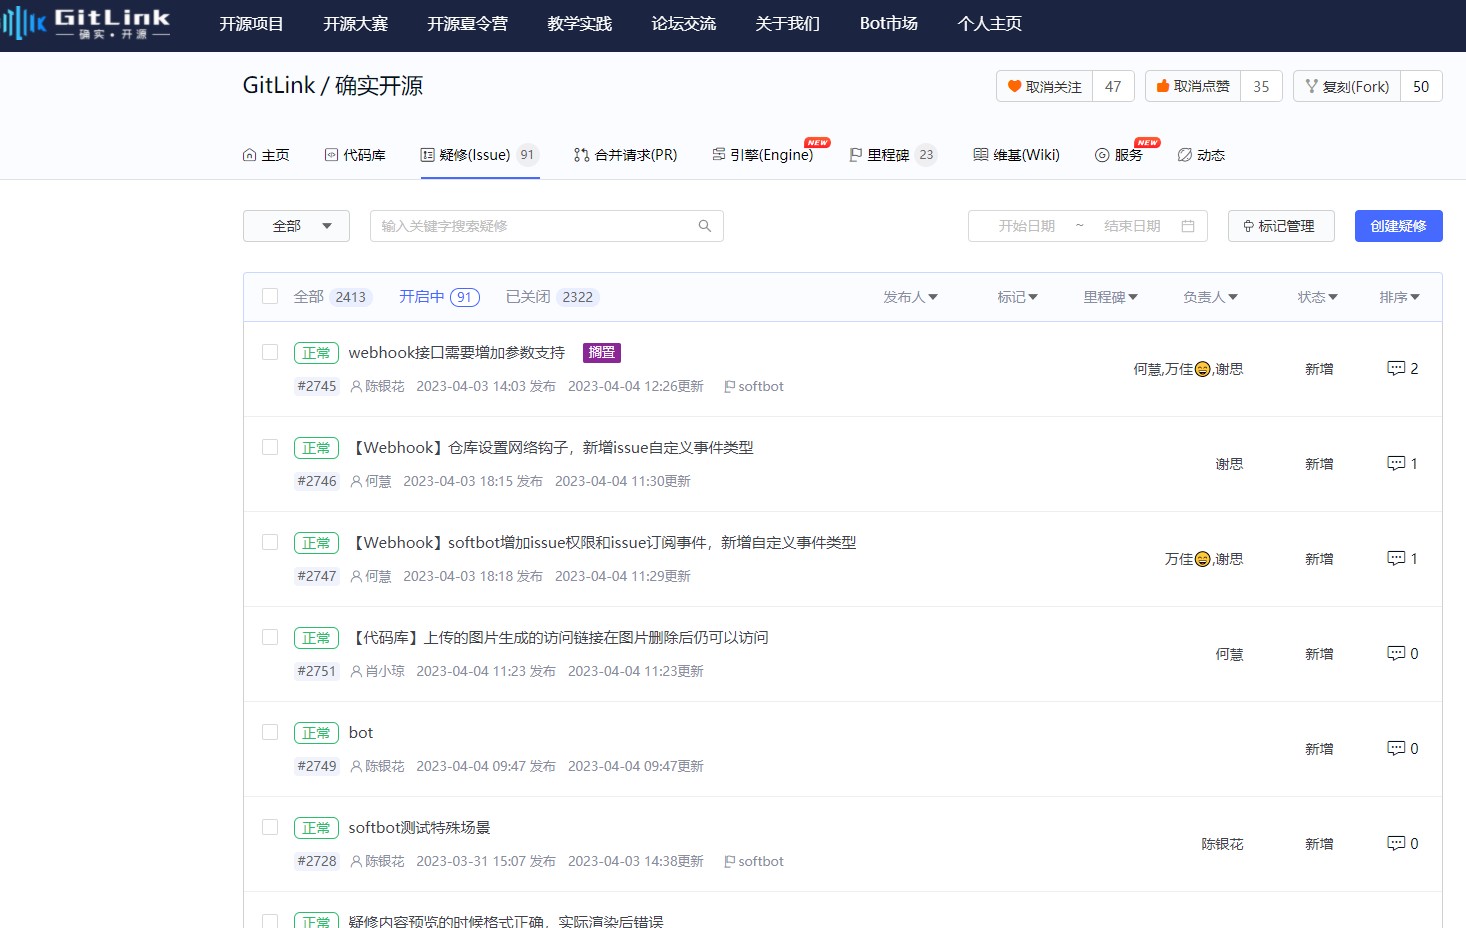 GitLink 开源项目 开源大赛 开源夏令营 教学实践 论坛交流 关于我们 Bot市场 个人主页
确实·开源
GitLink / 确实开源 取消关注 47 取消点赞 35 复刻(Fork) 50
主页 代码库 疑修(Issue) 91 合并请求(PR) 引擎(Engine) NEW 里程碑 23 维基(Wiki) 服务 NEW 动态
全部 输入关键字搜索疑修 开始日期 ~ 结束日期 标记管理 创建疑修
全部 2413 开启中 91 已关闭 2322 发布人 标记 里程碑 负责人 状态 排序
正常 webhook接口需要增加参数支持 搁置
何慧,万佳😄,谢思 新增 2
#2745 陈银花 2023-04-03 14:03 发布 2023-04-04 12:26更新 softbot
正常 【Webhook】仓库设置网络钩子，新增issue自定义事件类型
谢思 新增 1
#2746 何慧 2023-04-03 18:15 发布 2023-04-04 11:30更新
正常 【Webhook】softbot增加issue权限和issue订阅事件，新增自定义事件类型
万佳😄,谢思 新增 1
#2747 何慧 2023-04-03 18:18 发布 2023-04-04 11:29更新
正常 【代码库】上传的图片生成的访问链接在图片删除后仍可以访问
何慧 新增 0
#2751 肖小琼 2023-04-04 11:23 发布 2023-04-04 11:23更新
正常 bot
新增 0
#2749 陈银花 2023-04-04 09:47 发布 2023-04-04 09:47更新
正常 softbot测试特殊场景
陈银花 新增 0
#2728 陈银花 2023-03-31 15:07 发布 2023-04-03 14:38更新 softbot
正常 疑修内容预览的时候格式正确，实际渲染后错误